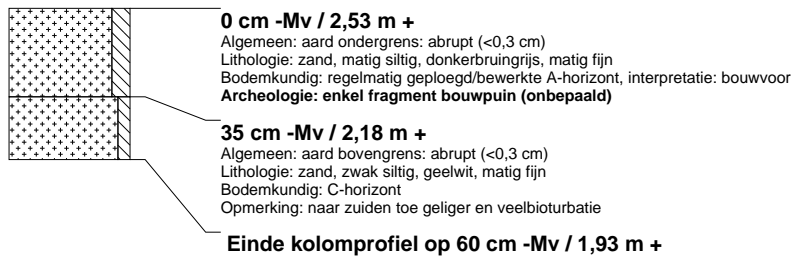 0 cm -Mv / 2,53 m +
Algemeen: aard ondergrens: abrupt (<0,3 cm)
Lithologie: zand, matig siltig, donkerbruingrijs, matig fijn
Bodemkundig: regelmatig geploegd/bewerkte A-horizont, interpretatie: bouwvoor
Archeologie: enkel fragment bouwpuin (onbepaald)
35 cm -Mv / 2,18 m +
Algemeen: aard bovengrens: abrupt (<0,3 cm)
Lithologie: zand, zwak siltig, geelwit, matig fijn
Bodemkundig: C-horizont
Opmerking: naar zuiden toe geliger en veelbioturbatie
Einde kolomprofiel op 60 cm -Mv / 1,93 m +